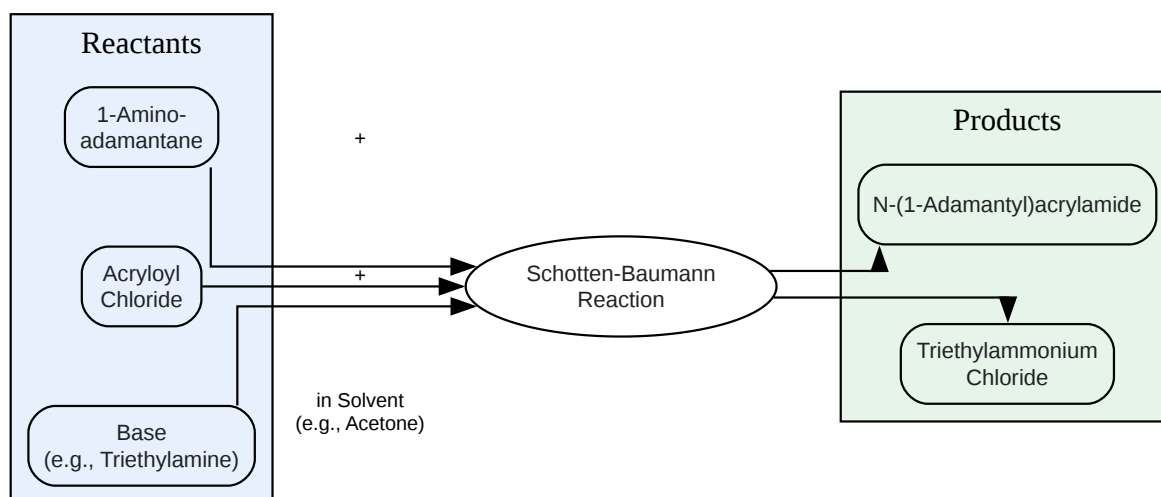 Reactants
1-Amino-
adamantane
+
Acryloyl
Chloride
+
Base
(e.g., Triethylamine)
in Solvent
(e.g., Acetone)
Schotten-Baumann
Reaction
Products
N-(1-Adamantyl)acrylamide
Triethylammonium
Chloride